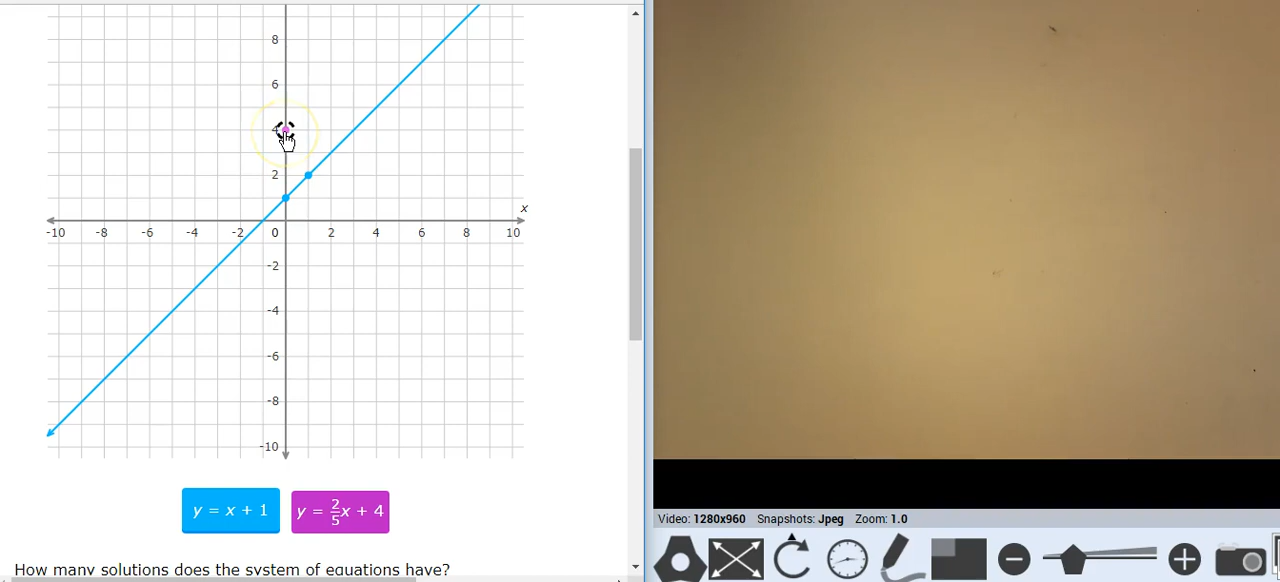 8
6
4
2
x
-10 -8 -6 -4 -2 0 2 4 6 8 10
-2
-4
-6
-8
-10
y = x + 1 y = 2/5 x + 4
How many solutions does the system of equations have?
Video: 1280x960 Snapshots: Jpeg Zoom: 1.0